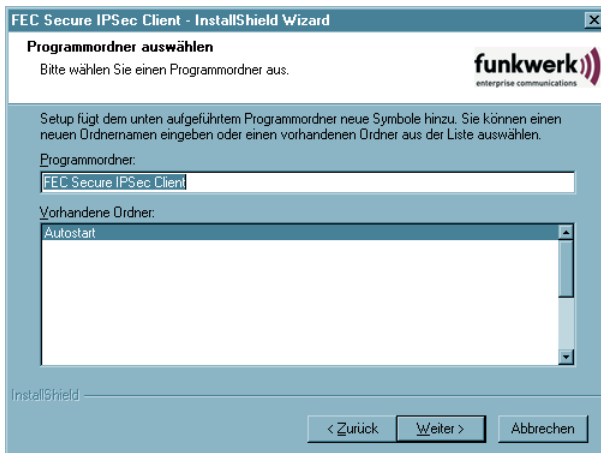 FEC Secure IPSec Client - InstallShield Wizard
Programmordner auswählen
Bitte wählen Sie einen Programmordner aus.
funkwerk
enterprise communications
Setup fügt dem unten aufgeführtem Programmordner neue Symbole hinzu. Sie können einen
neuen Ordnernamen eingeben oder einen vorhandenen Ordner aus der Liste auswählen.
Programmordner:
FEC Secure IPSec Client
Vorhandene Ordner:
Autostart
InstallShield
< Zurück
Weiter >
Abbrechen